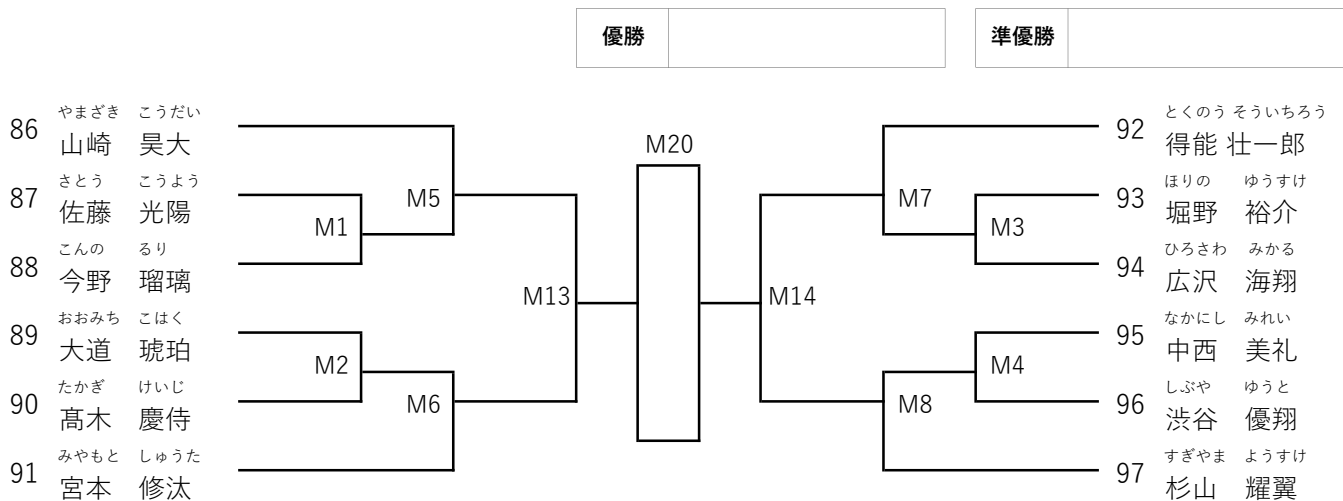 優勝
準優勝
やまざき こうだい
86 山崎 昊大
さとう こうよう
87 佐藤 光陽
こんの るり
88 今野 瑠璃
おおみち こはく
89 大道 琥珀
たかぎ けいじ
90 髙木 慶侍
みやもと しゅうた
91 宮本 修汰
M5
M1
M2
M6
M13
M20
M14
M7
M3
M4
M8
とくのう そういちろう
92 得能 壮一郎
ほりの ゆうすけ
93 堀野 裕介
ひろさわ みかる
94 広沢 海翔
なかにし みれい
95 中西 美礼
しぶや ゆうと
96 渋谷 優翔
すぎやま ようすけ
97 杉山 耀翼